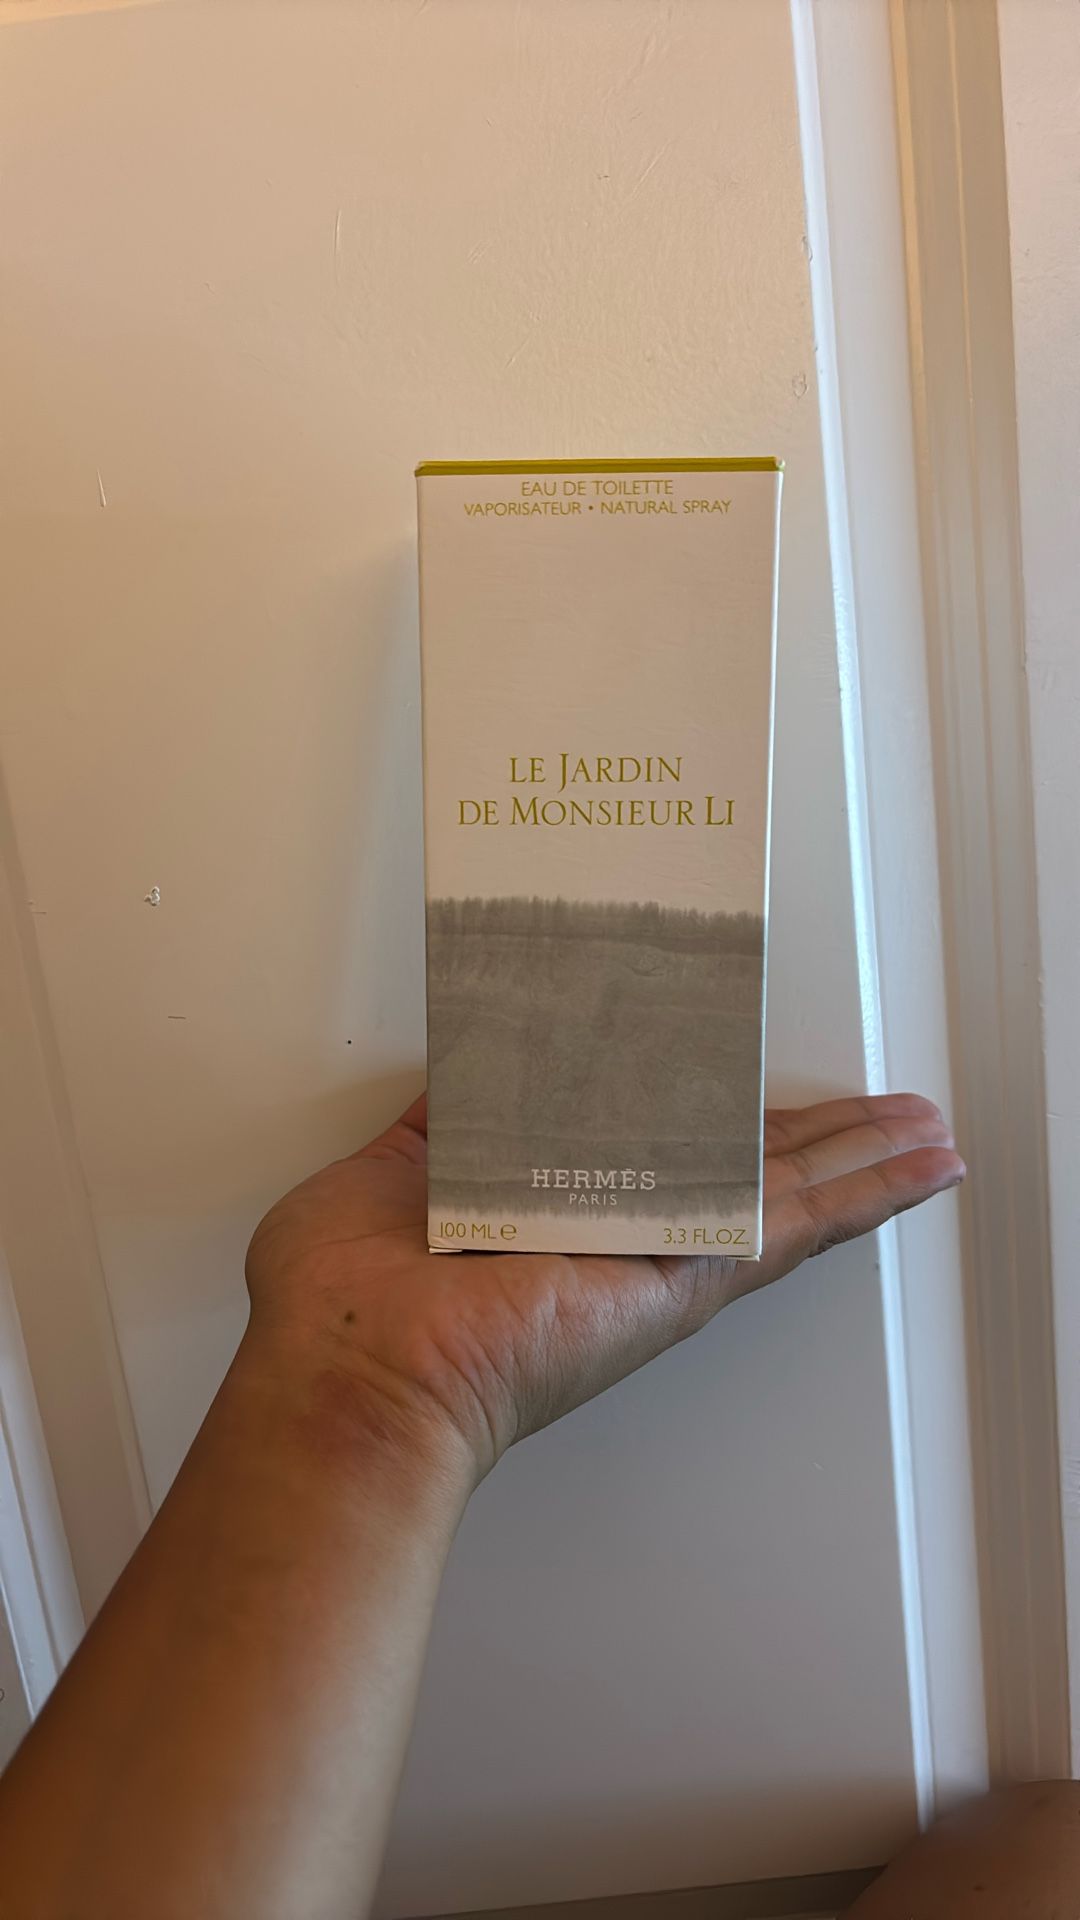 EAU DE TOILETTE
VAPORISATEUR • NATURAL SPRAY
LE JARDIN
DE MONSIEUR LI
HERMÈS
PARIS
100 ML ℮
3.3 FL.OZ.